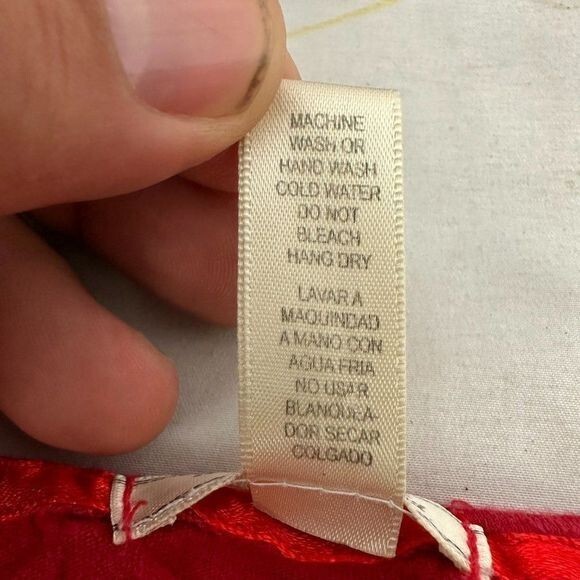 MACHINE
WASH OR
HAND WASH
COLD WATER
DO NOT
BLEACH
HANG DRY
LAVAR A
MAQUINDAD
A MANO CON
AGUA FRIA
NO USAR
BLANQUEA-
DOR SECAR
COLGADO